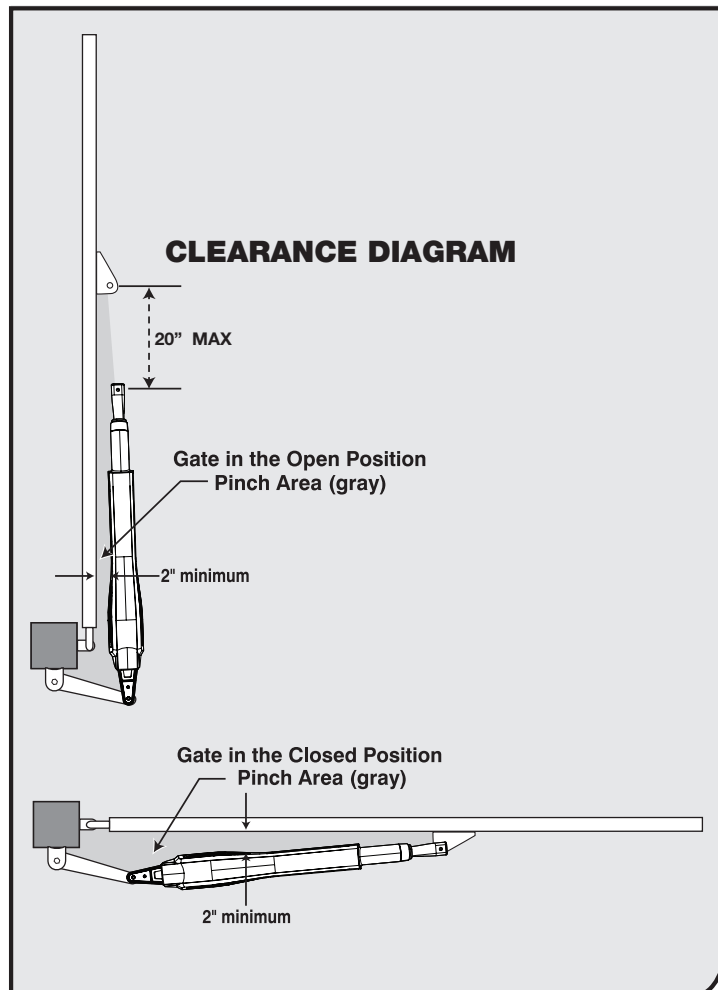 CLEARANCE DIAGRAM
20” MAX
Gate in the Open Position
Pinch Area (gray)
2" minimum
Gate in the Closed Position
Pinch Area (gray)
2" minimum